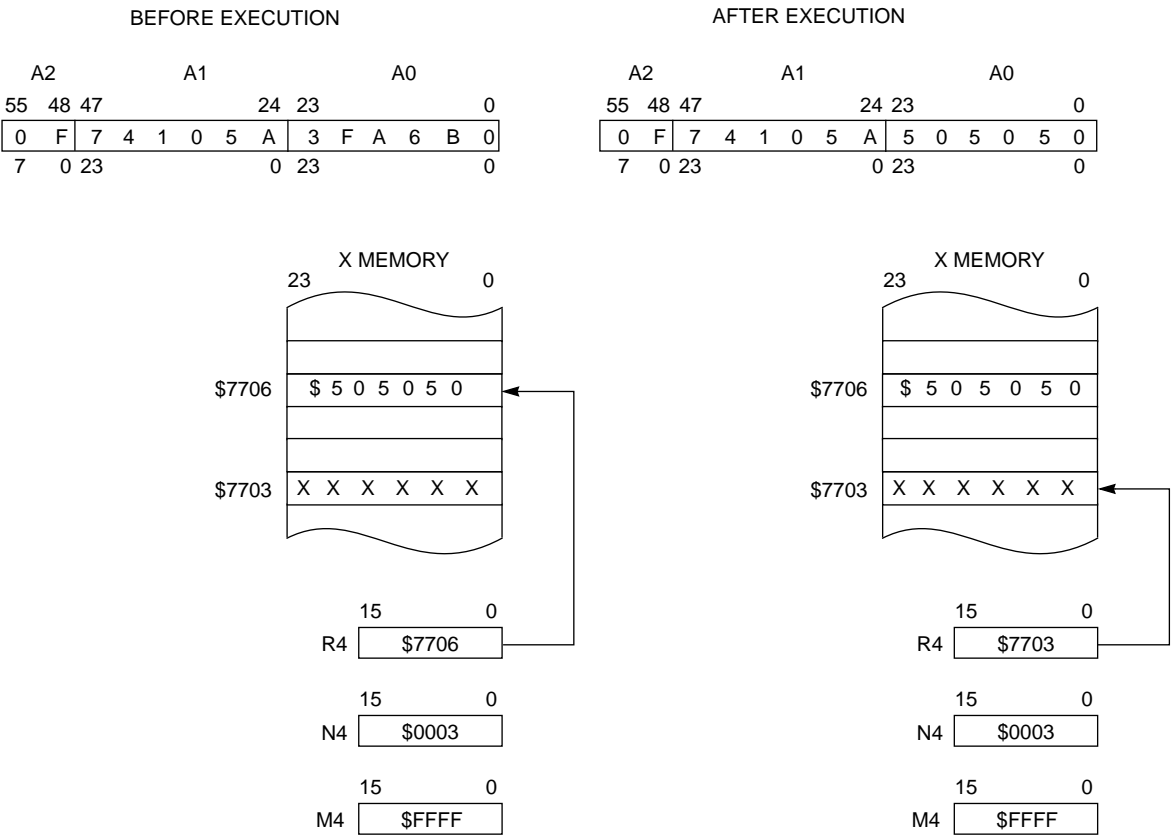 BEFORE EXECUTION
AFTER EXECUTION
A2 A1 A0
55 48 47 24 23 0
0 F 7 4 1 0 5 A 3 F A 6 B 0
7 0 23 0 23 0
A2 A1 A0
55 48 47 24 23 0
0 F 7 4 1 0 5 A 5 0 5 0 5 0
7 0 23 0 23 0
X MEMORY
23 0
$7706 $ 5 0 5 0 5 0
$7703 X X X X X X
15 0
R4 $7706
15 0
N4 $0003
15 0
M4 $FFFF
X MEMORY
23 0
$7706 $ 5 0 5 0 5 0
$7703 X X X X X X
15 0
R4 $7703
15 0
N4 $0003
15 0
M4 $FFFF